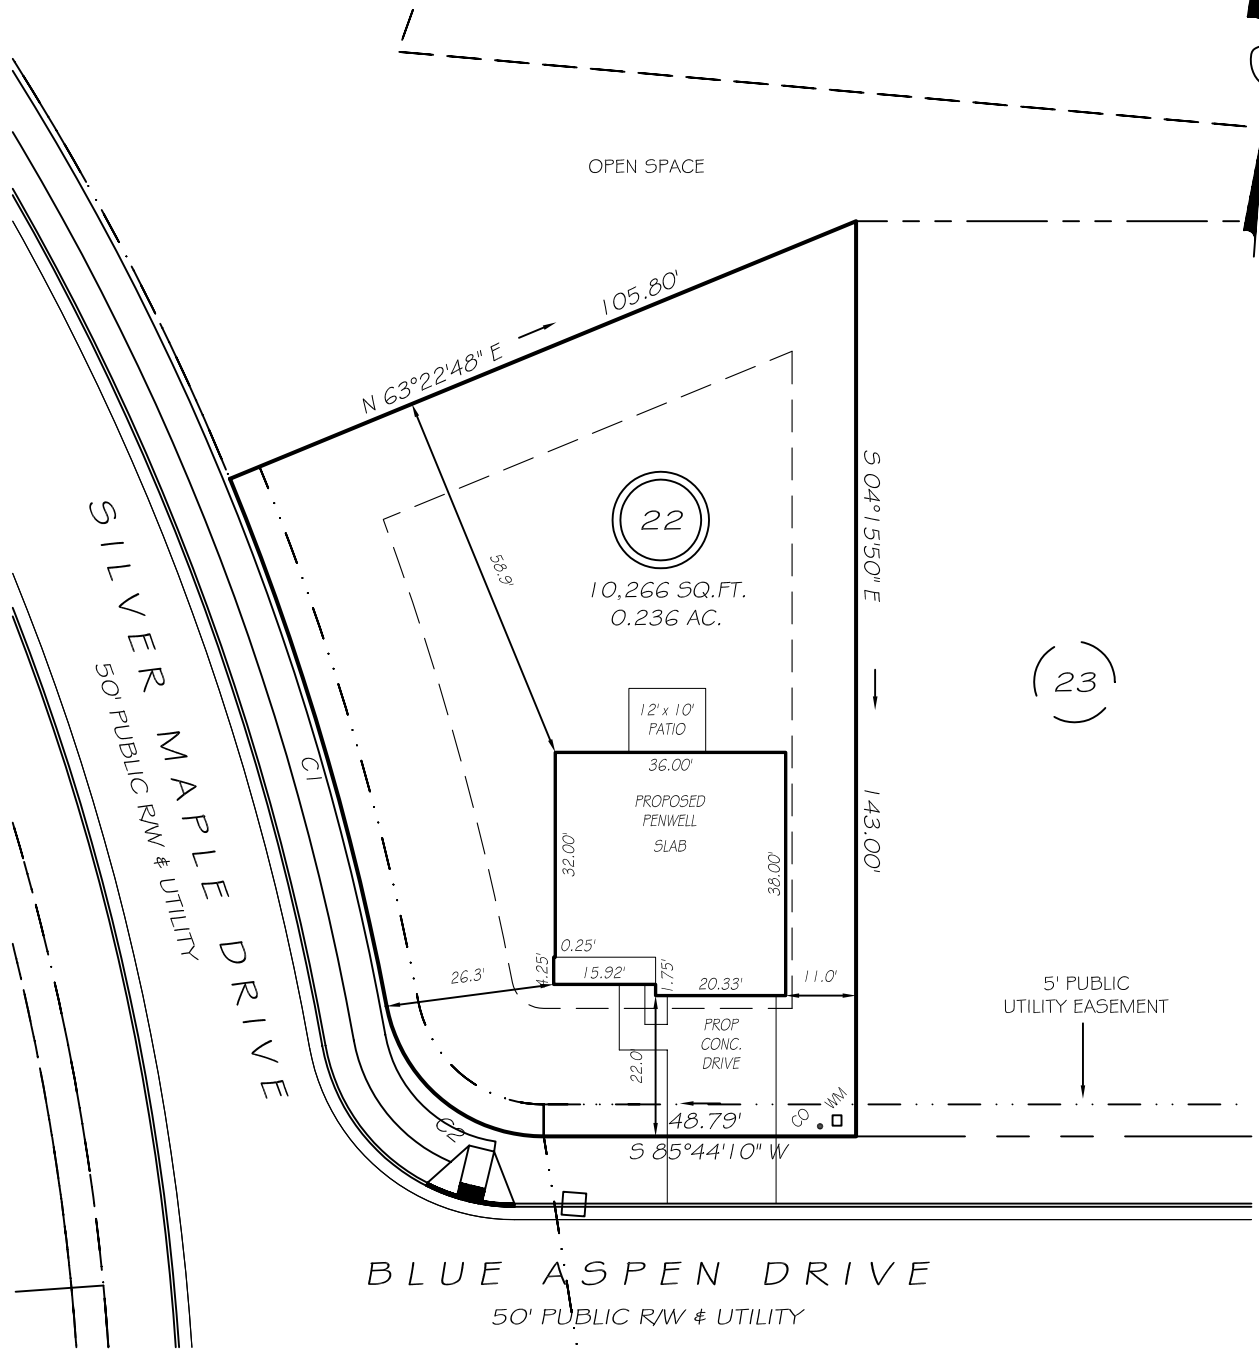 OPEN SPACE
105.80'
N 63°22'48" E
S 04°15'50" E
143.00'
22
10,266 SQ.FT.
0.236 AC.
58.9'
23
12' x 10'
PATIO
36.00'
PROPOSED
PENWELL
SLAB
32.00'
38.00'
0.25'
4.25'
15.92'
1.75'
20.33'
11.0'
26.3'
PROP
CONC.
DRIVE
22.0'
5' PUBLIC
UTILITY EASEMENT
CO
WM
48.79'
S 85°44'10" W
C1
C2
SILVER MAPLE DRIVE
50' PUBLIC R/W & UTILITY
BLUE ASPEN DRIVE
50' PUBLIC R/W & UTILITY